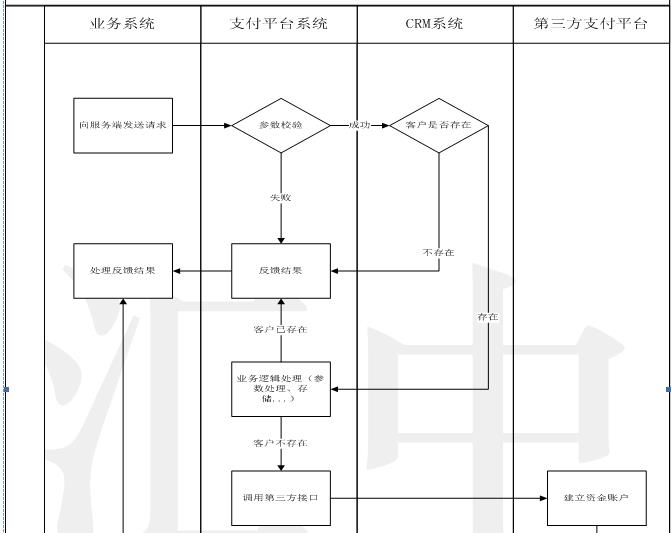 业务系统
支付平台系统
CRM系统
第三方支付平台
向服务端发送请求
参数校验
成功
客户是否存在
失败
不存在
处理反馈结果
反馈结果
存在
客户已存在
业务逻辑处理（参
数处理、存
储...）
客户不存在
调用第三方接口
建立资金账户
汇中